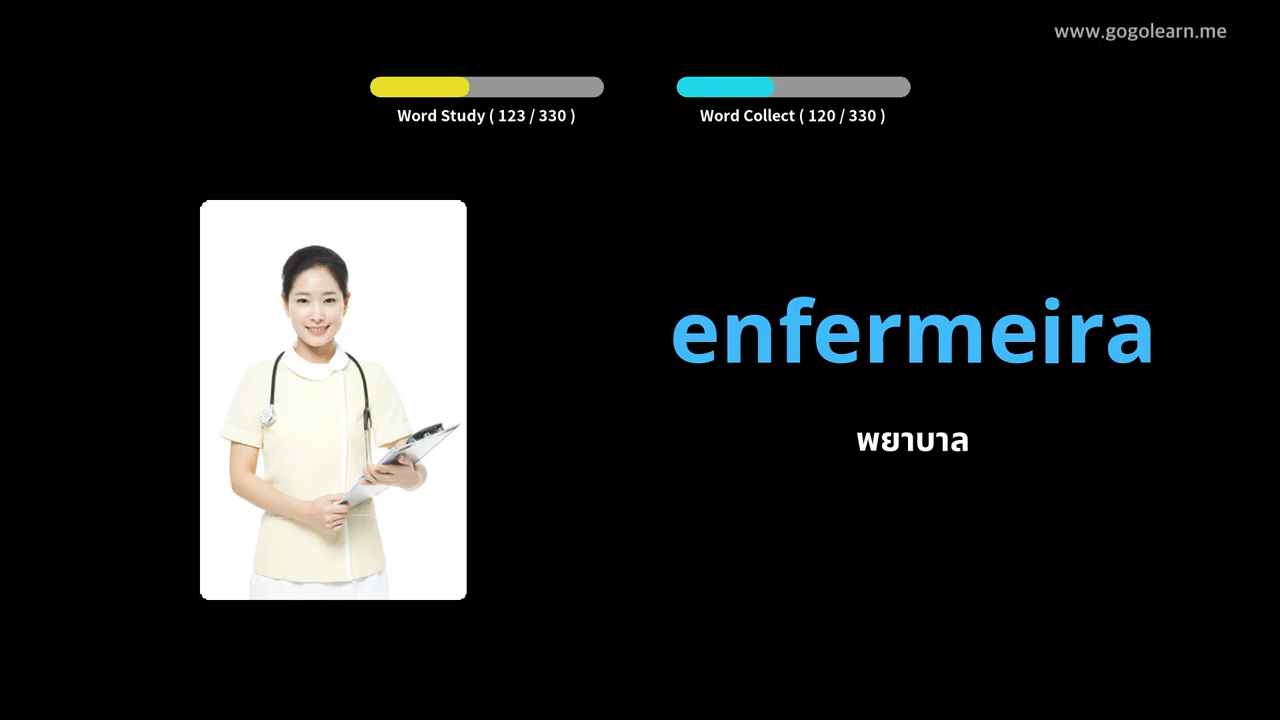 www.gogolearn.me
Word Study ( 123 / 330 )
Word Collect ( 120 / 330 )
enfermeira
พยาบาล